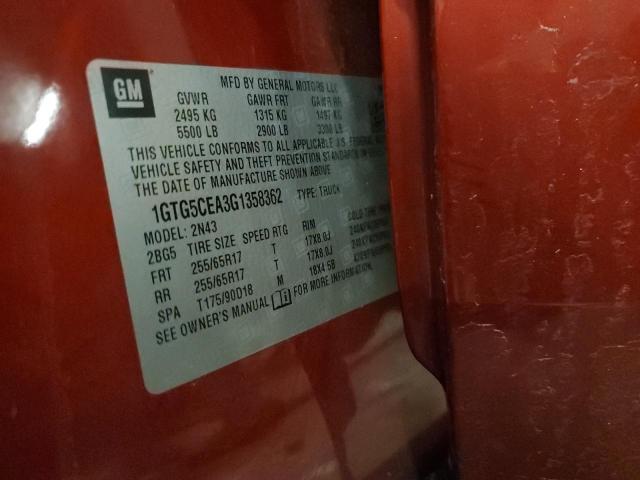 GM
MFD BY GENERAL MOTORS LLC
GVWR GAWR FRT GAWR RR
2495 KG 1315 KG 1497 KG
5500 LB 2900 LB 3300 LB
THIS VEHICLE CONFORMS TO ALL APPLICABLE U.S. FEDERAL
VEHICLE SAFETY AND THEFT PREVENTION STANDARDS IN
THE DATE OF MANUFACTURE SHOWN ABOVE
1GTG5CEA3G1358362 TYPE: TRUCK
MODEL: 2N43
2BG5 TIRE SIZE SPEED RTG RIM COLD TIRE
FRT 255/65R17 T 17X8.0J
RR 255/65R17 T 17X8.0J
SPA T175/90D18 M 18X4.5B
SEE OWNER'S MANUAL FOR MORE INFORMATION.